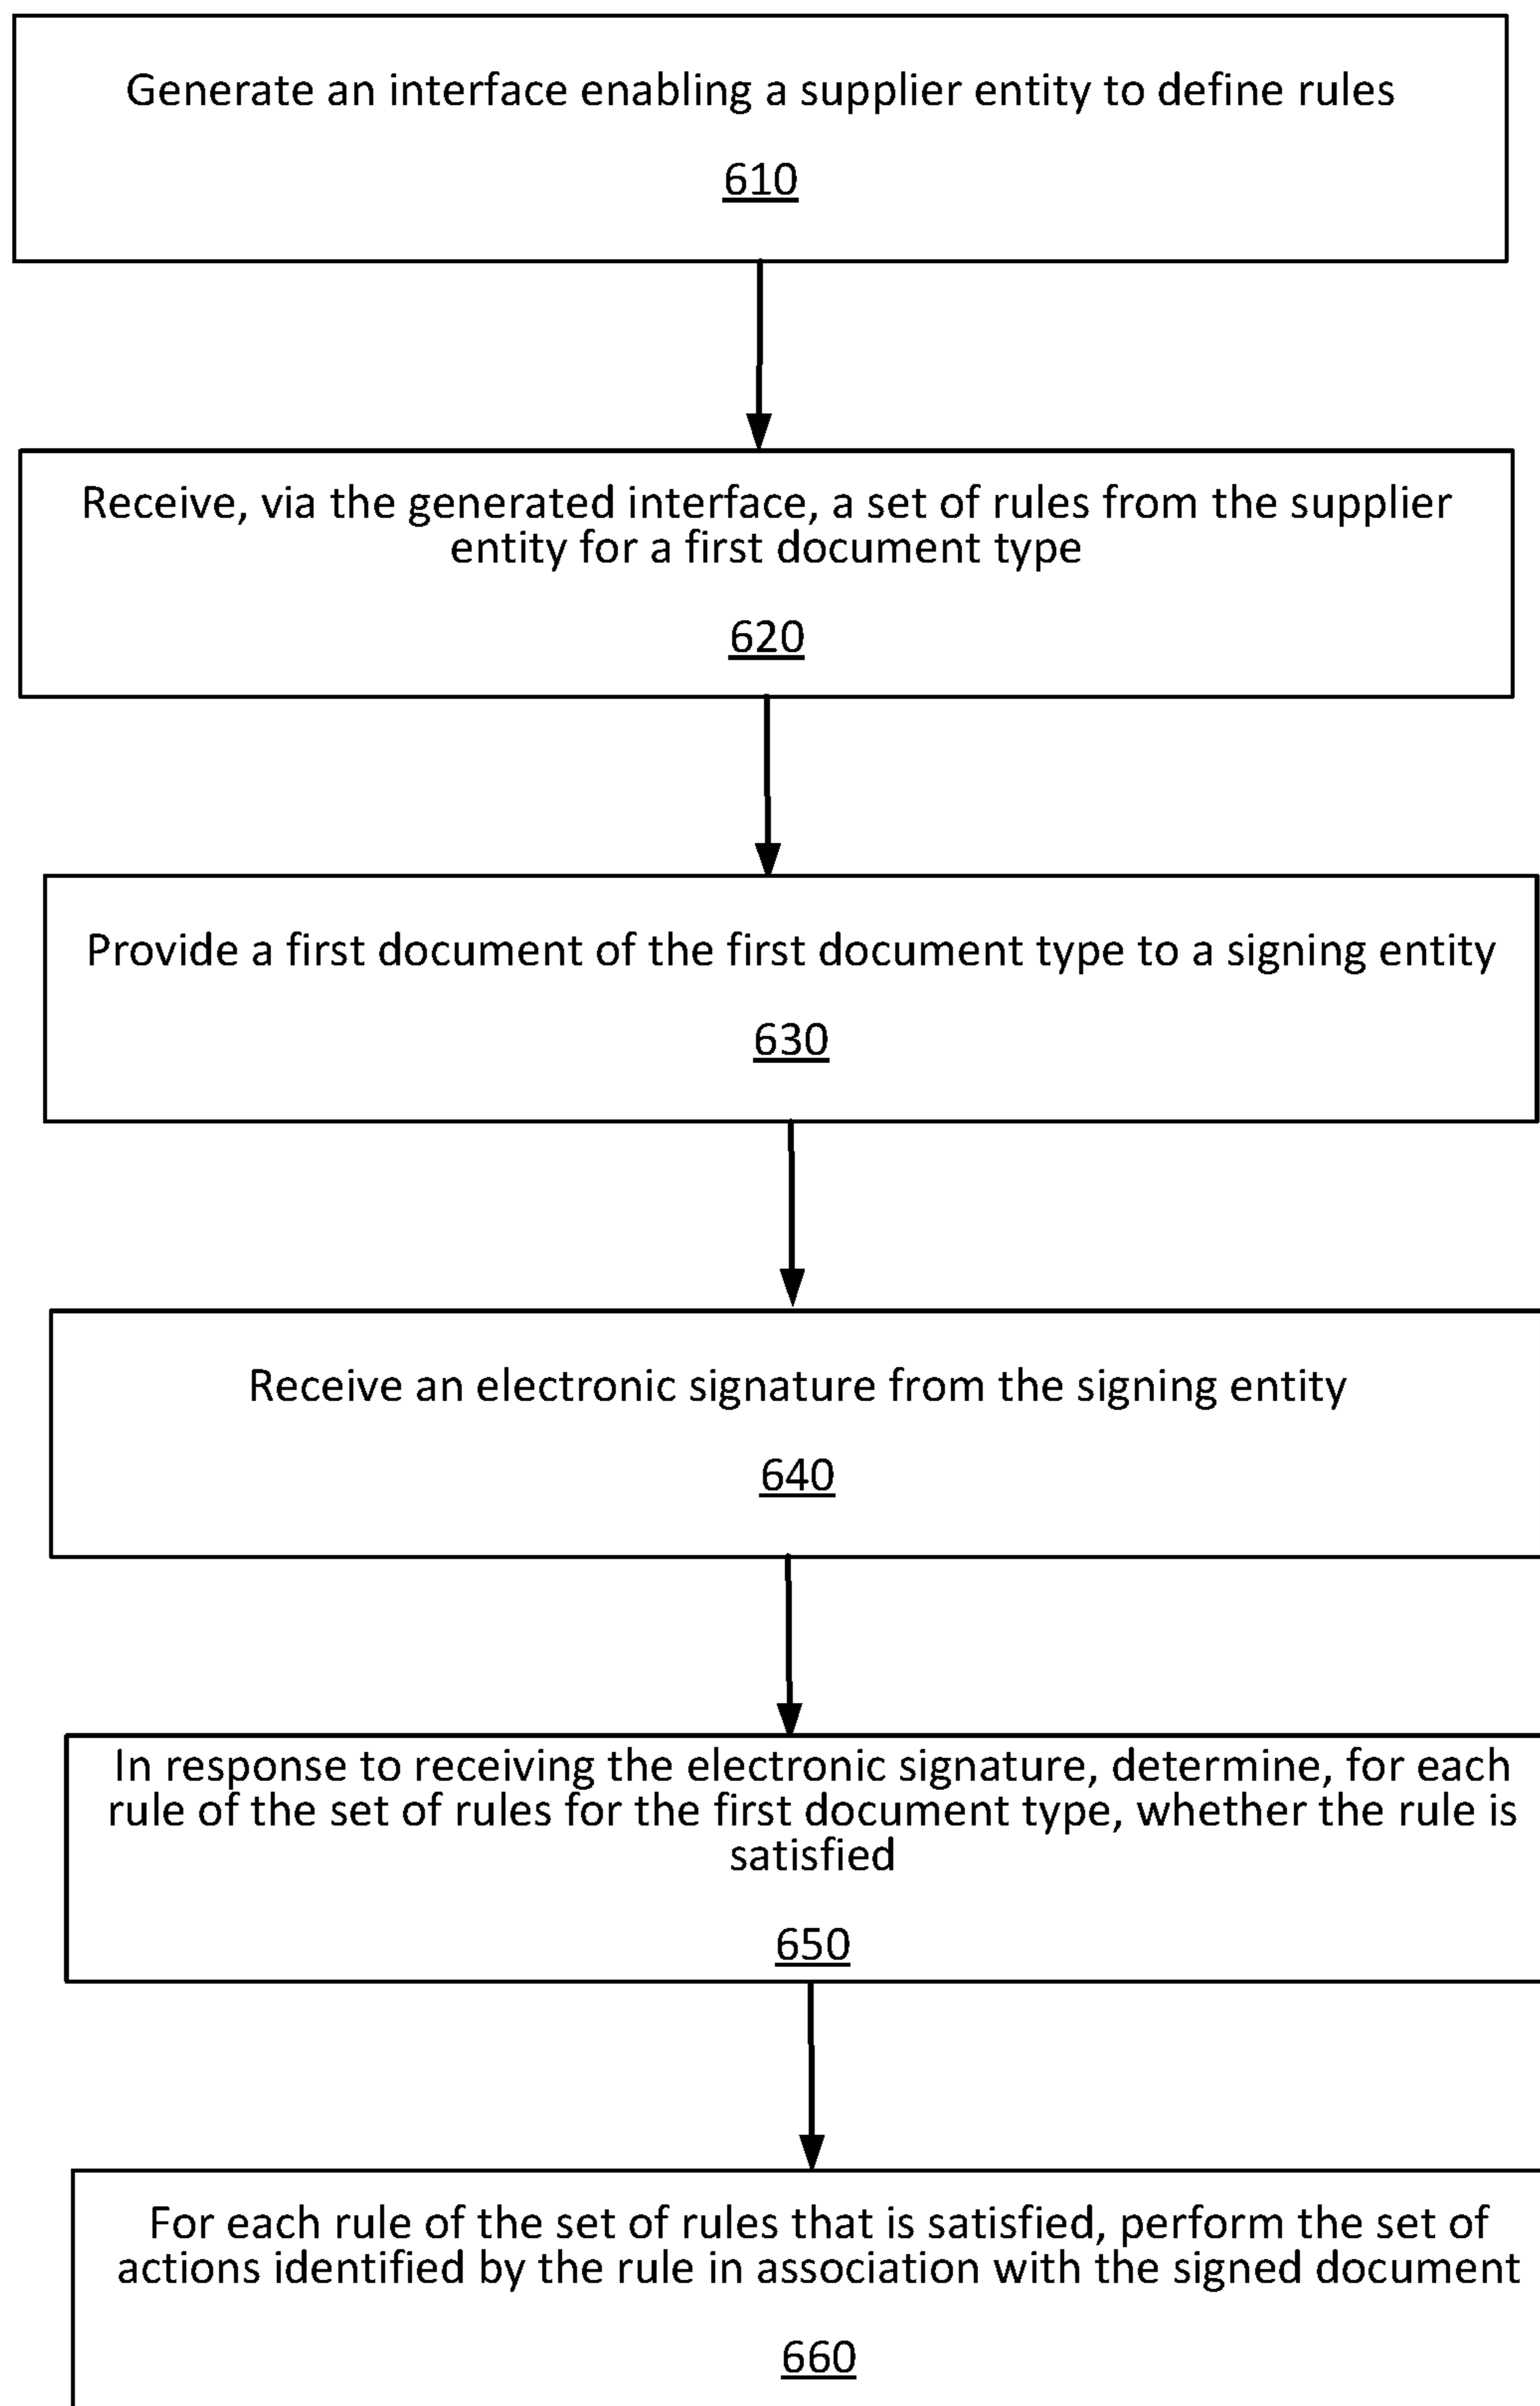 Generate an interface enabling a supplier entity to define rules
610
Receive, via the generated interface, a set of rules from the supplier
entity for a first document type
620
Provide a first document of the first document type to a signing entity
630
Receive an electronic signature from the signing entity
640
In response to receiving the electronic signature, determine, for each
rule of the set of rules for the first document type, whether the rule is
satisfied
650
For each rule of the set of rules that is satisfied, perform the set of
actions identified by the rule in association with the signed document
660